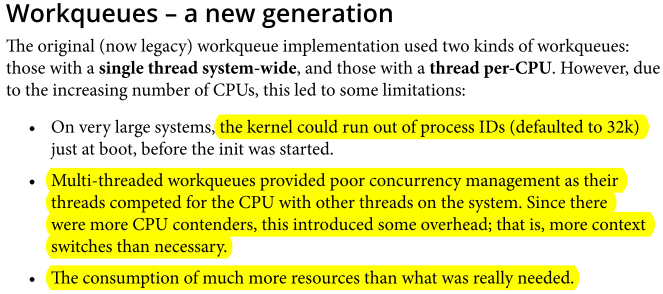 Workqueues – a new generation
The original (now legacy) workqueue implementation used two kinds of workqueues:
those with a single thread system-wide, and those with a thread per-CPU. However, due
to the increasing number of CPUs, this led to some limitations:
• On very large systems, the kernel could run out of process IDs (defaulted to 32k)
just at boot, before the init was started.
• Multi-threaded workqueues provided poor concurrency management as their
threads competed for the CPU with other threads on the system. Since there
were more CPU contenders, this introduced some overhead; that is, more context
switches than necessary.
• The consumption of much more resources than what was really needed.